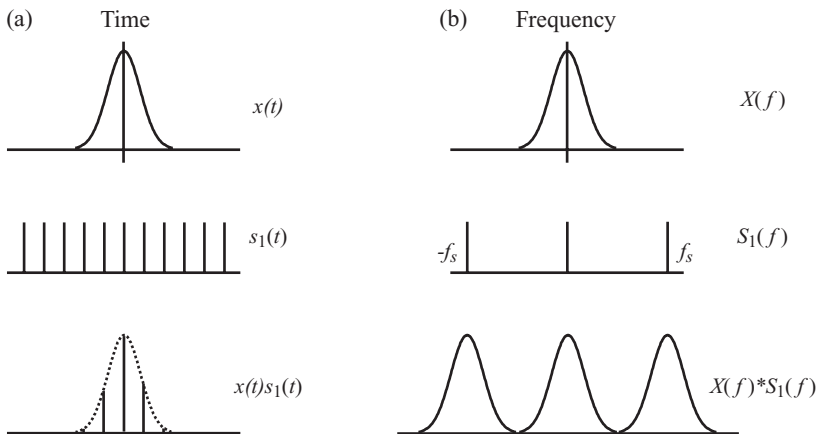 (a) Time
x(t)
s₁(t)
x(t)s₁(t)
(b) Frequency
X(f)
-fₛ
fₛ
S₁(f)
X(f)*S₁(f)